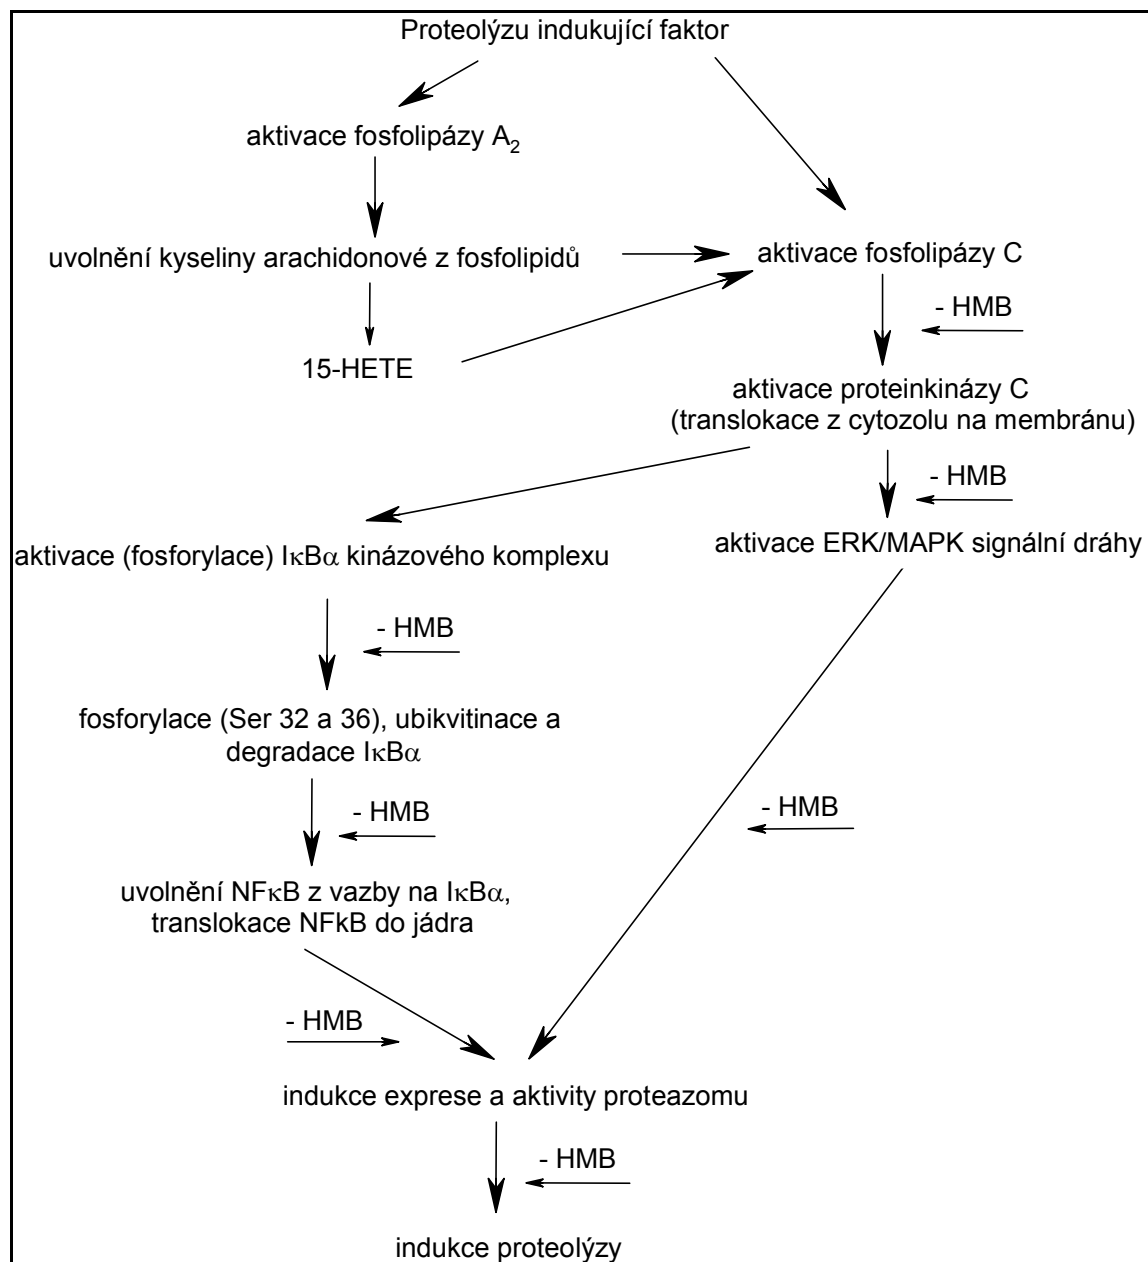 Proteolýzu indukující faktor
aktivace fosfolipázy A2
uvolnění kyseliny arachidonové z fosfolipidů
aktivace fosfolipázy C
- HMB
15-HETE
aktivace proteinkinázy C
(translokace z cytozolu na membránu)
- HMB
aktivace (fosforylace) IκBα kinázového komplexu
aktivace ERK/MAPK signální dráhy
- HMB
fosforylace (Ser 32 a 36), ubikvitinace a
degradace IκBα
- HMB
- HMB
uvolnění NFκB z vazby na IκBα,
translokace NFkB do jádra
- HMB
indukce exprese a aktivity proteazomu
- HMB
indukce proteolýzy